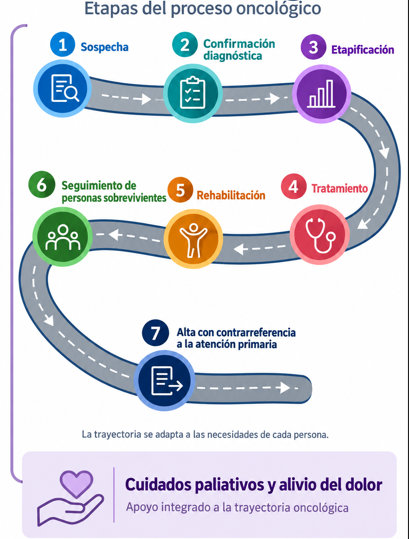 Etapas del proceso oncológico
1 Sospecha
2 Confirmación
diagnóstica
3 Etapificación
6 Seguimiento de
personas sobrevivientes
5 Rehabilitación
4 Tratamiento
7 Alta con contrarreferencia
a la atención primaria
La trayectoria se adapta a las necesidades de cada persona.
Cuidados paliativos y alivio del dolor
Apoyo integrado a la trayectoria oncológica